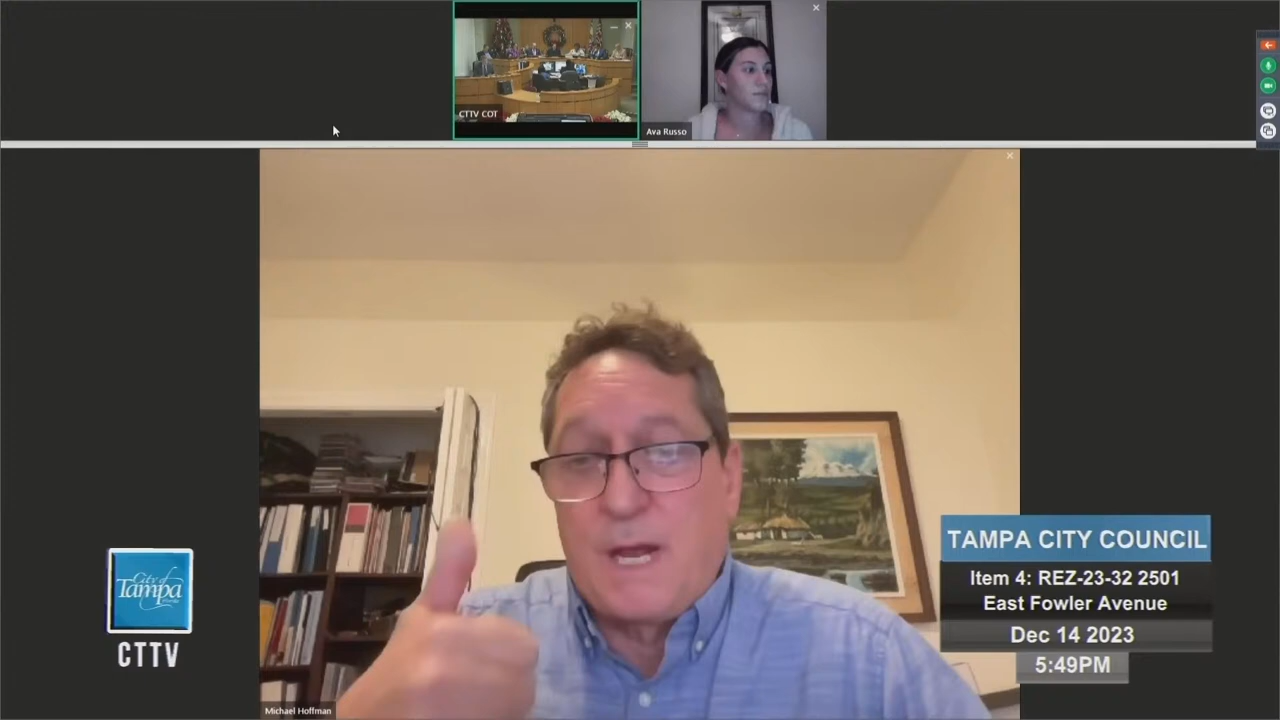 CTTV COT
Ava Russo
TAMPA CITY COUNCIL
Item 4: REZ-23-32 2501
East Fowler Avenue
Dec 14 2023
5:49PM
City of
Tampa
CTTV
Michael Hoffman